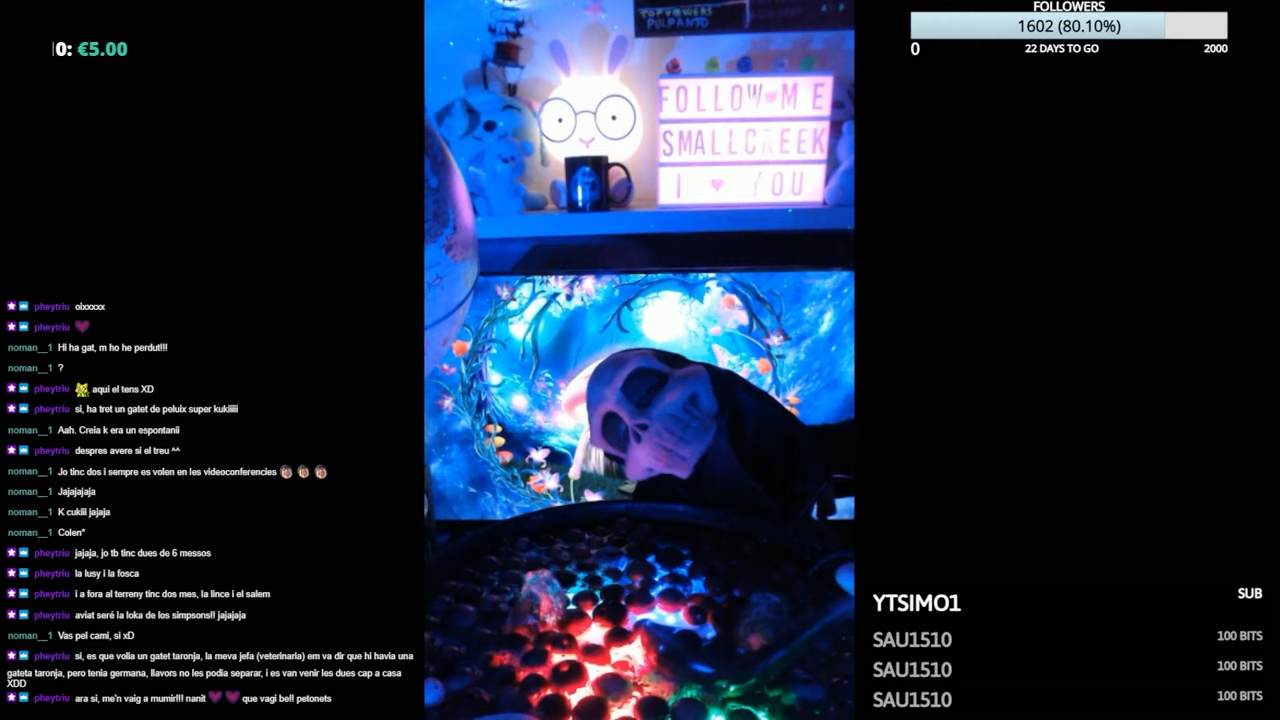 0: €5.00
TOPVQWERS
PULPANTO
FOLLOW ME
SMALLCREEK
I YOU
FOLLOWERS
1602 (80.10%)
0
22 DAYS TO GO
2000
pheytriu oixxxxx
pheytriu
noman__1 Hi ha gat, m ho he perdut!!!
noman__1 ?
pheytriu aqui el tens XD
pheytriu si, ha tret un gatet de peluix super kukiiiii
noman__1 Aah. Creia k era un espontanii
pheytriu despres avere si el treu ^^
noman__1 Jo tinc dos i sempre es volen en les videoconferencies
noman__1 Jajajajaja
noman__1 K cukiii jajaja
noman__1 Colen*
pheytriu jajaja, jo tb tinc dues de 6 messos
pheytriu la lusy i la fosca
pheytriu i a fora al terreny tinc dos mes, la lince i el salem
pheytriu aviat seré la loka de los simpsons!! jajajaja
noman__1 Vas pel cami, si xD
pheytriu si, es que volia un gatet taronja, la meva jefa (veterinaria) em va dir que hi havia una
gateta taronja, pero tenia germana, llavors no les podia separar, i es van venir les dues cap a casa
XDD
pheytriu ara si, me'n vaig a mumir!!! nanit que vagi be!! petonets
YTSIMO1 SUB
SAU1510 100 BITS
SAU1510 100 BITS
SAU1510 100 BITS